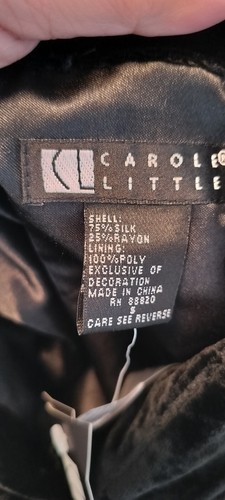 CL CAROLE®
LITTLE
SHELL:
75%SILK
25%RAYON
LINING:
100%POLY
EXCLUSIVE OF
DECORATION
MADE IN CHINA
RN 88820
S
CARE SEE REVERSE